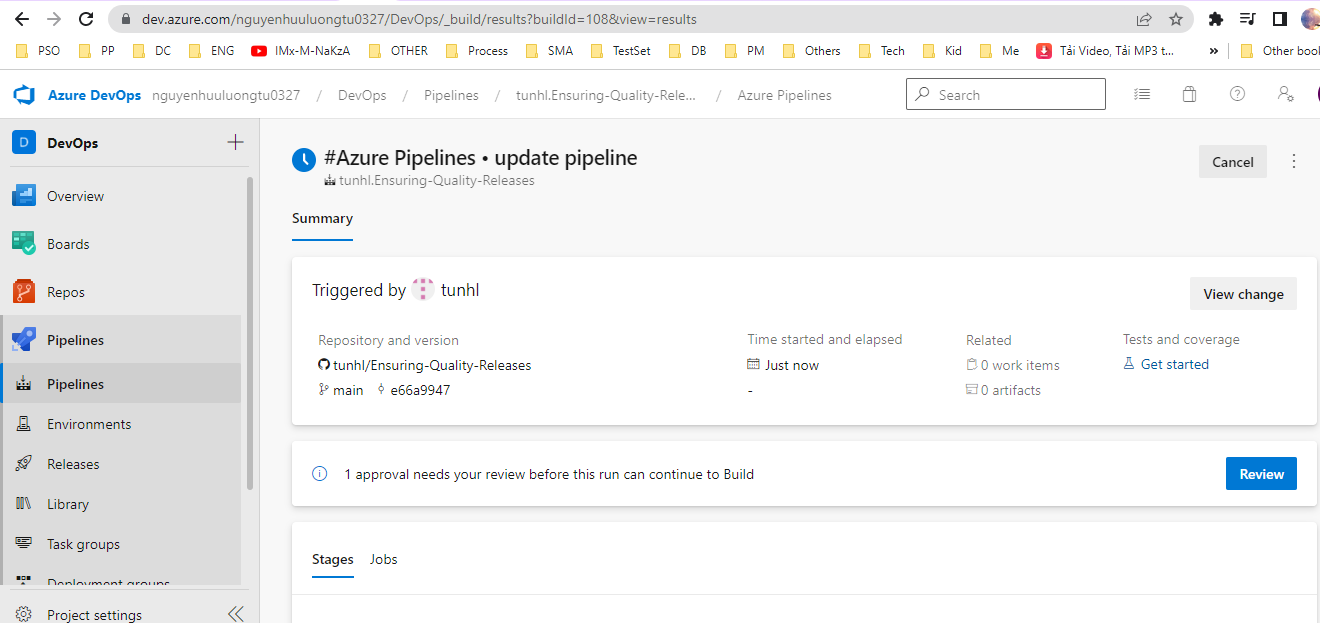 dev.azure.com/nguyenhuuluongtu0327/DevOps/_build/results?buildId=108&view=results
PSO PP DC ENG IMx-M-NaKzA OTHER Process SMA TestSet DB PM Others Tech Kid Me Tải Video, Tải MP3 t... » Other book
Azure DevOps nguyenhuuluongtu0327 / DevOps / Pipelines / tunhl.Ensuring-Quality-Rele... / Azure Pipelines Search
D DevOps
Overview
Boards
Repos
Pipelines
Pipelines
Environments
Releases
Library
Task groups
Deployment groups
Project settings
#Azure Pipelines • update pipeline
tunhl.Ensuring-Quality-Releases
Cancel
Summary
Triggered by tunhl
View change
Repository and version
tunhl/Ensuring-Quality-Releases
main e66a9947
Time started and elapsed
Just now
-
Related
0 work items
0 artifacts
Tests and coverage
Get started
1 approval needs your review before this run can continue to Build
Review
Stages Jobs